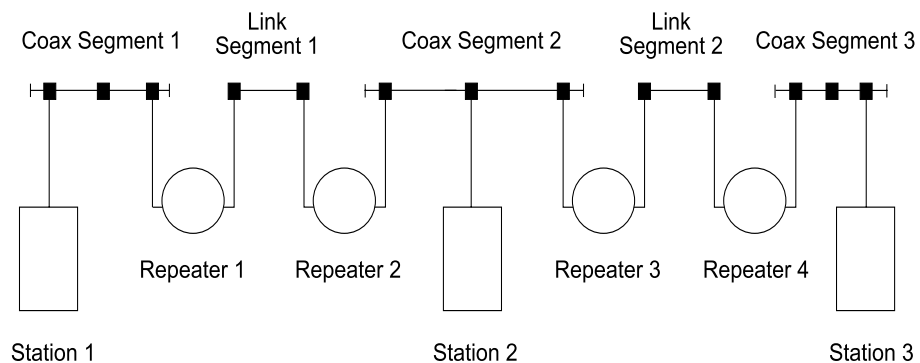 Coax Segment 1
Link
Segment 1
Coax Segment 2
Link
Segment 2
Coax Segment 3
Repeater 1
Repeater 2
Repeater 3
Repeater 4
Station 1
Station 2
Station 3